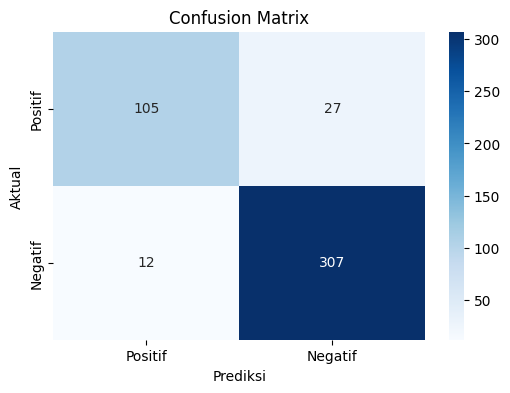 Confusion Matrix
Aktual
Positif
105
27
Negatif
12
307
Positif
Negatif
Prediksi
300
250
200
150
100
50